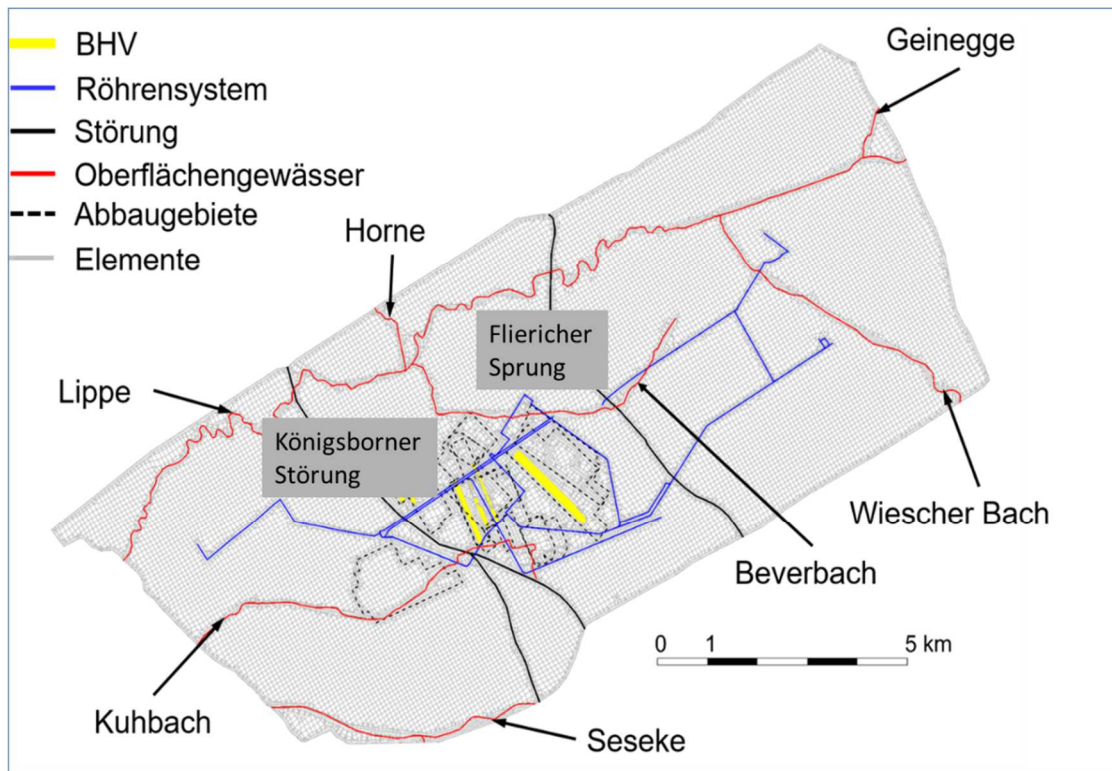 BHV
Röhrensystem
Störung
Oberflächengewässer
Abbaugebiete
Elemente
Geinegge
Horne
Fliericher
Sprung
Lippe
Königsborner
Störung
Wiescher Bach
Beverbach
0 1 5 km
Kuhbach
Seseke